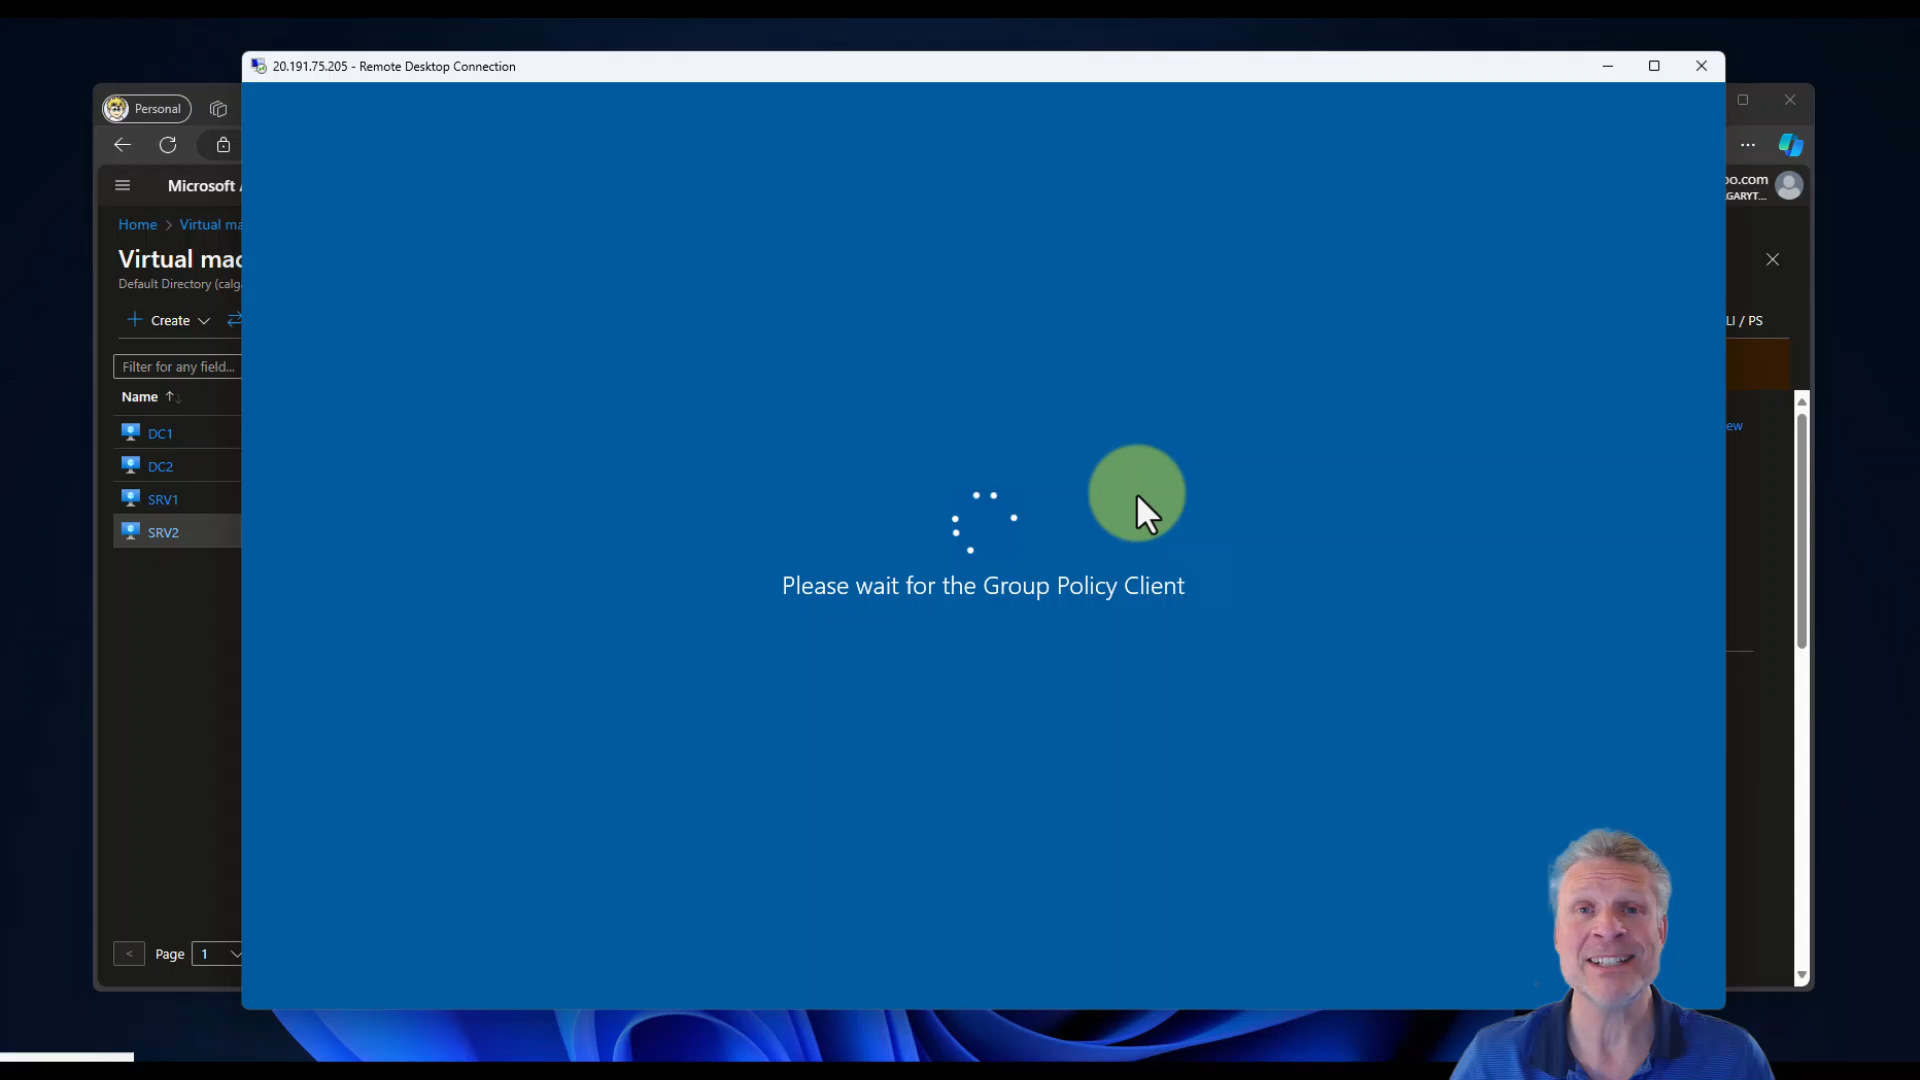 20.191.75.205 - Remote Desktop Connection
Personal
Microsoft
Home > Virtual ma
Virtual mac
Default Directory (calg
+ Create
Filter for any field...
Name
DC1
DC2
SRV1
SRV2
< Page 1
Please wait for the Group Policy Client
oo.com
GARYT...
LI / PS
ew